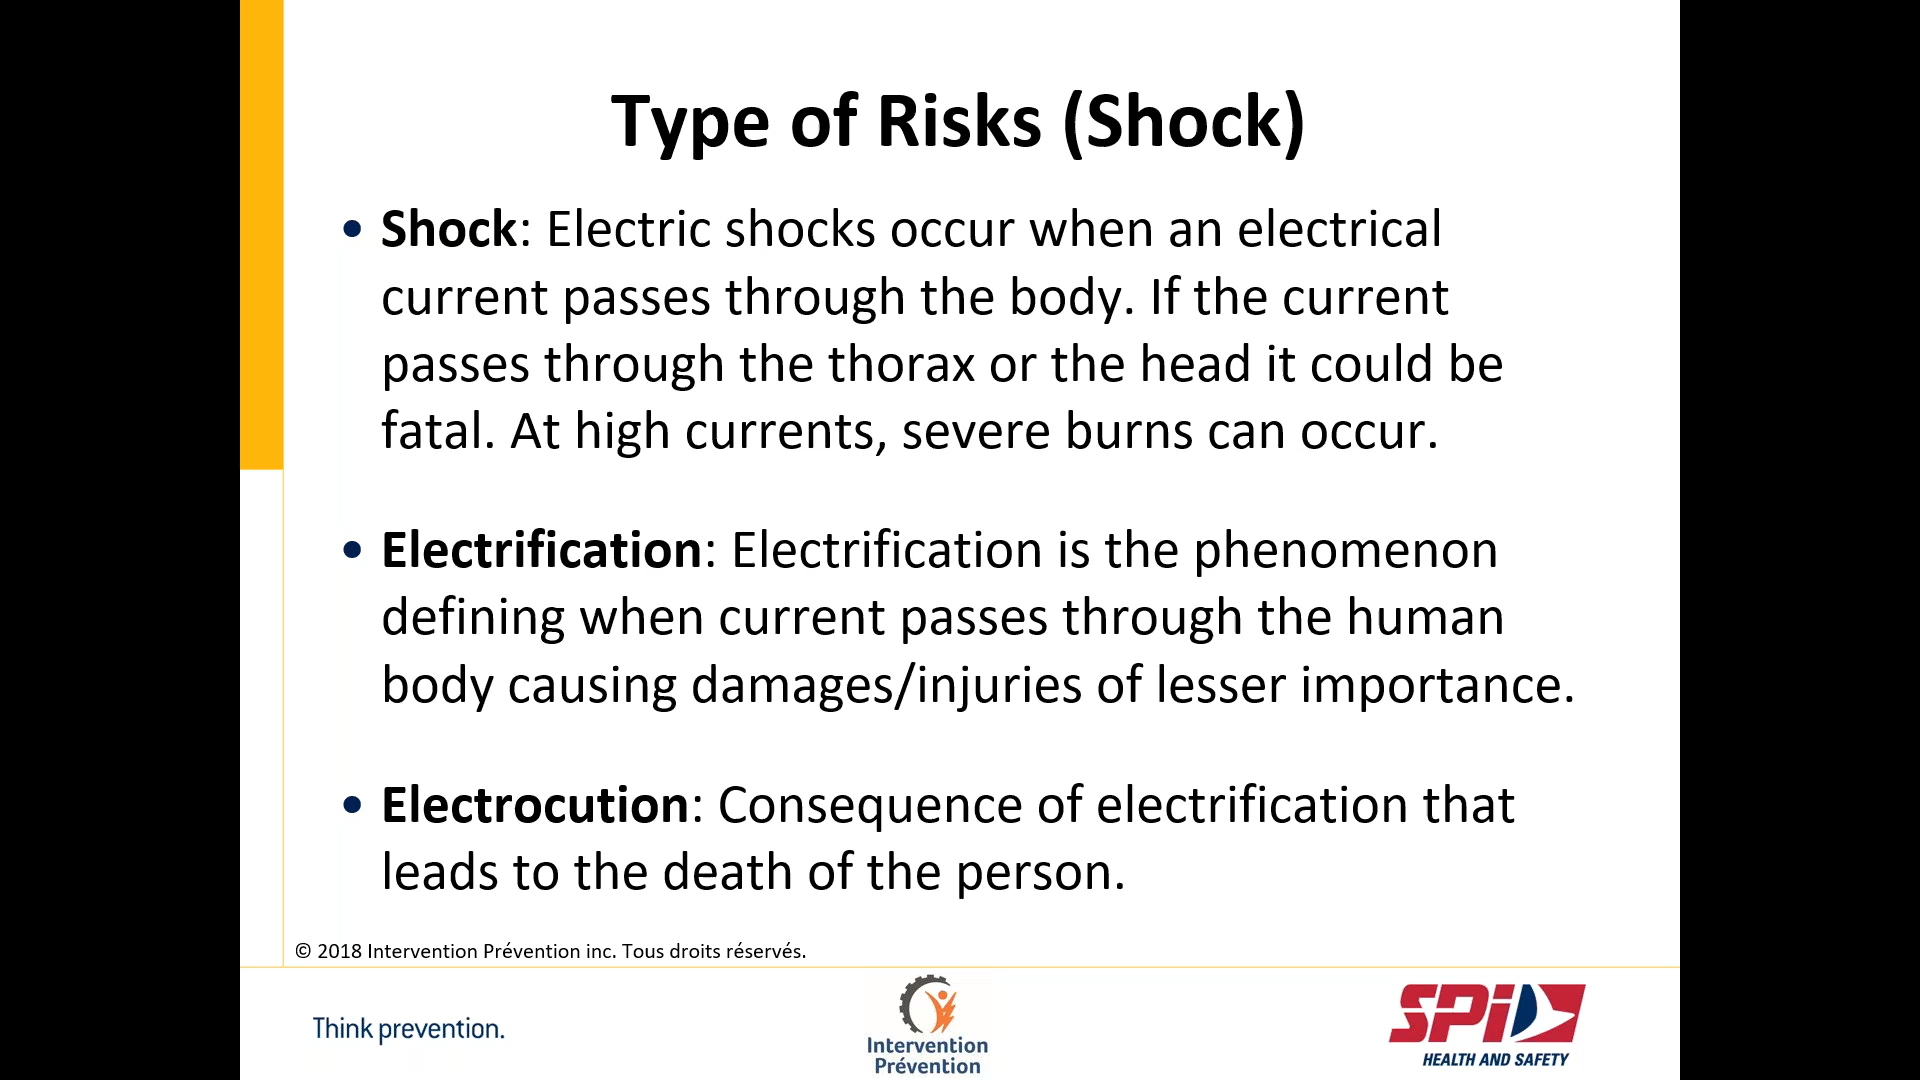 Type of Risks (Shock)
• Shock: Electric shocks occur when an electrical
current passes through the body. If the current
passes through the thorax or the head it could be
fatal. At high currents, severe burns can occur.
• Electrification: Electrification is the phenomenon
defining when current passes through the human
body causing damages/injuries of lesser importance.
• Electrocution: Consequence of electrification that
leads to the death of the person.
© 2018 Intervention Prévention inc. Tous droits réservés.
Think prevention.
Intervention
Prévention
SPi
HEALTH AND SAFETY